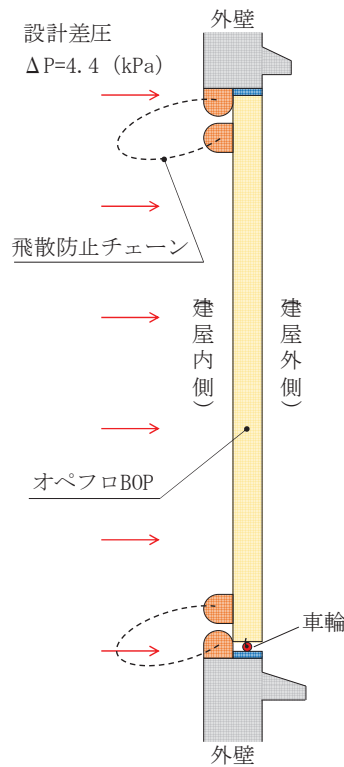 外壁
設計差圧
ΔP=4.4 (kPa)
飛散防止チェーン
建屋内側)
建屋外側)
オペフロBOP
車輪
外壁